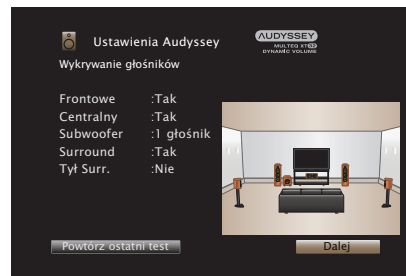 Ustawienia Audyssey
AUDYSSEY
MULTEQ XT32
DYNAMIC VOLUME
Wykrywanie głośników
Frontowe :Tak
Centralny :Tak
Subwoofer :1 głośnik
Surround :Tak
Tył Surr. :Nie
Powtórz ostatni test
Dalej